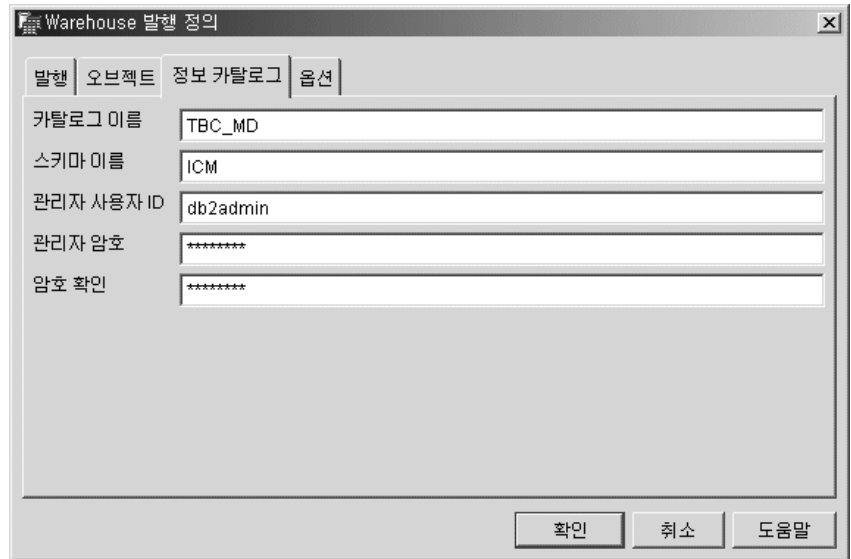 Warehouse 발행 정의
발행 오브젝트 정보 카탈로그 옵션
카탈로그 이름 TBC_MD
스키마 이름 ICM
관리자 사용자 ID db2admin
관리자 암호 ********
암호 확인 ********
확인 취소 도움말